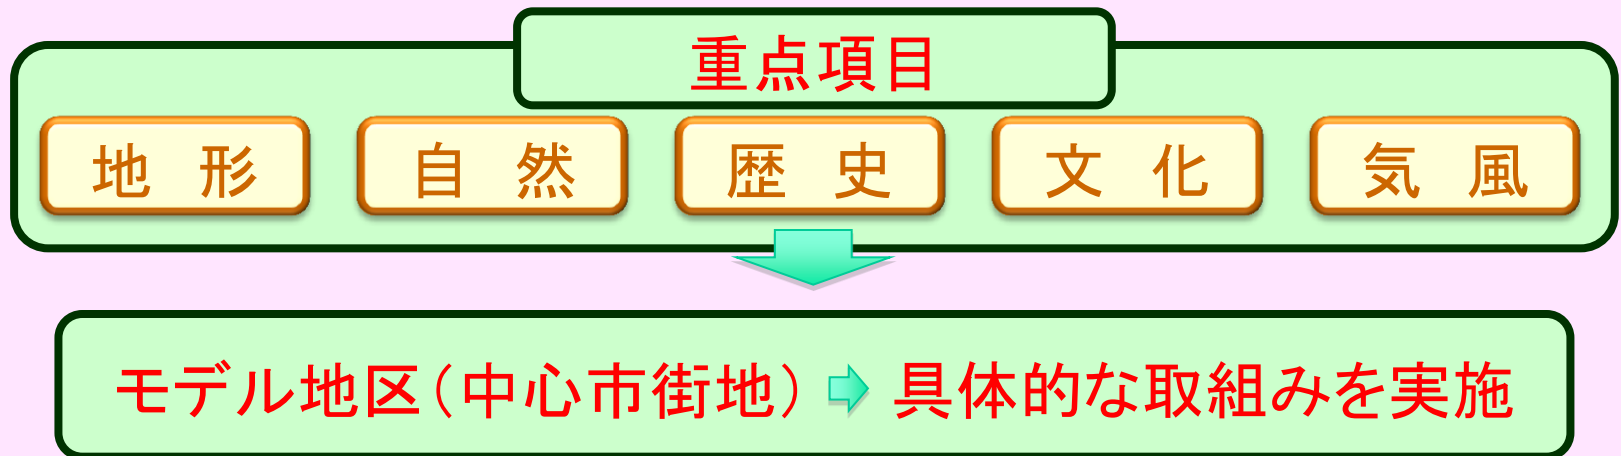 重点項目
地　形
自　然
歴　史
文　化
気　風
モデル地区（中心市街地）
具体的な取組みを実施